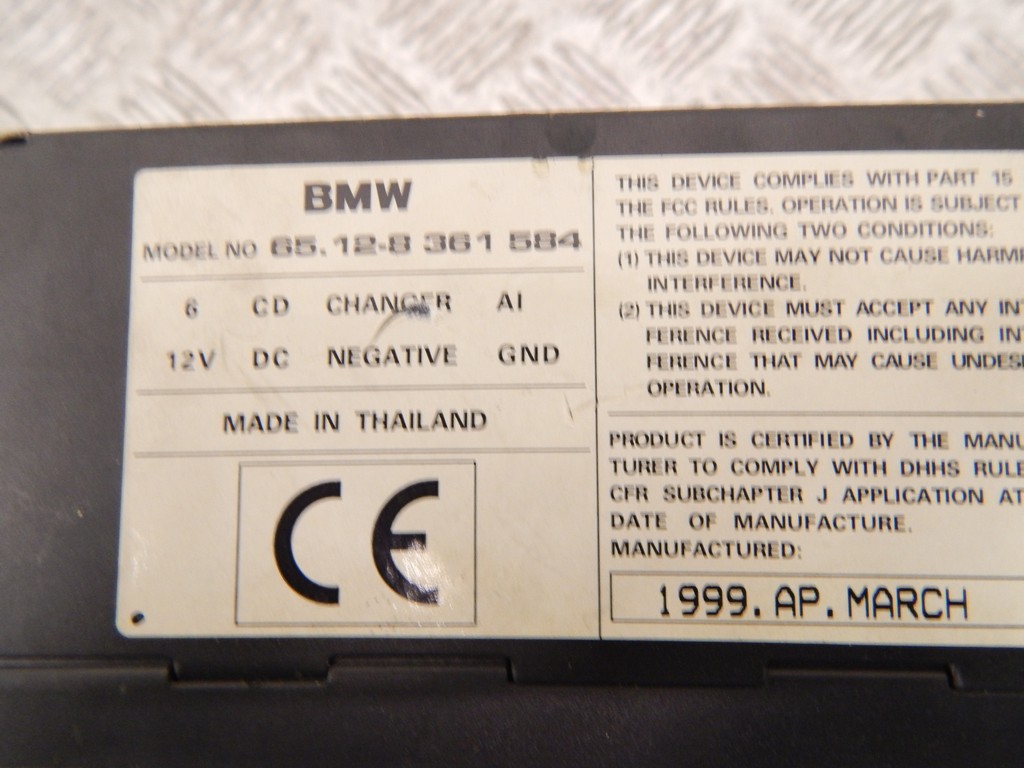 BMW
MODEL NO 65.12-8 361 584
6 CD CHANGER AI
12V DC NEGATIVE GND
MADE IN THAILAND
CE
THIS DEVICE COMPLIES WITH PART 15
THE FCC RULES. OPERATION IS SUBJECT
THE FOLLOWING TWO CONDITIONS:
(1) THIS DEVICE MAY NOT CAUSE HARM
INTERFERENCE.
(2) THIS DEVICE MUST ACCEPT ANY INT
FERENCE RECEIVED INCLUDING IN
FERENCE THAT MAY CAUSE UNDES
OPERATION.
PRODUCT IS CERTIFIED BY THE MANU
TURER TO COMPLY WITH DHHS RULE
CFR SUBCHAPTER J APPLICATION AT
DATE OF MANUFACTURE.
MANUFACTURED:
1999. AP. MARCH